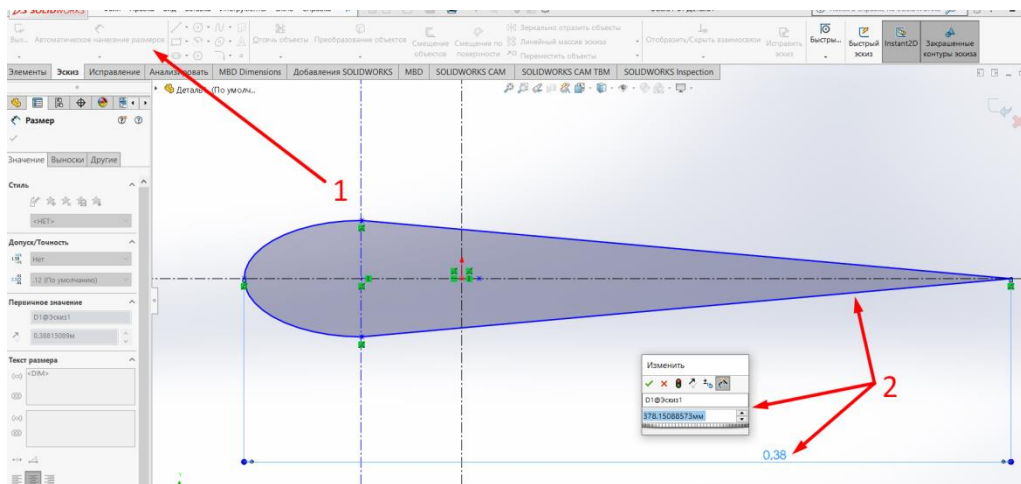 SOLIDWORKS
Автоматическое нанесение размеров
Отсечь объекты
Преобразование объектов
Смещение объектов
Смещение по поверхности
Зеркально отразить объекты
Линейный массив эскиза
Переместить объекты
Отобразить/Скрыть взаимосвязи
Исправить эскиз
Быстры...
Быстрый эскиз
Instant2D
Закрашенные контуры эскиза
Элементы Эскиз Исправление Анализировать MBD Dimensions Добавления SOLIDWORKS MBD SOLIDWORKS CAM SOLIDWORKS CAM TBM SOLIDWORKS Inspection
(По умолч..
Размер
Значение Выноски Другие
Стиль
<НЕТ>
1
Допуск/Точность
Нет
.12 (По умолчанию)
Первичное значение
D1@Эскиз1
0.38815089м
Текст размера
<DIM>
Изменить
D1@Эскиз1
378.15088573мм
2
0,38